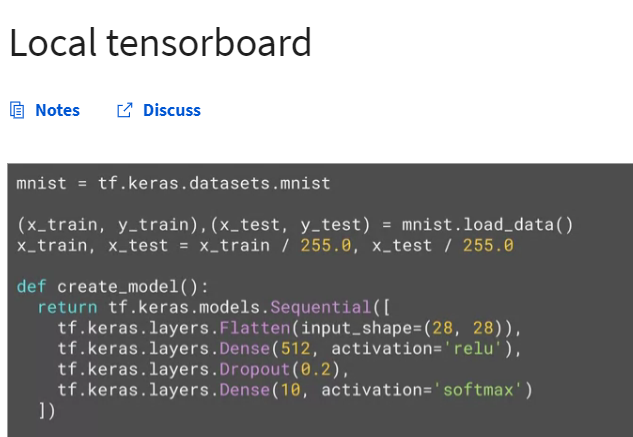 Local tensorboard
Notes Discuss
mnist = tf.keras.datasets.mnist
(x_train, y_train),(x_test, y_test) = mnist.load_data()
x_train, x_test = x_train / 255.0, x_test / 255.0
def create_model():
  return tf.keras.models.Sequential([
    tf.keras.layers.Flatten(input_shape=(28, 28)),
    tf.keras.layers.Dense(512, activation='relu'),
    tf.keras.layers.Dropout(0.2),
    tf.keras.layers.Dense(10, activation='softmax')
  ])